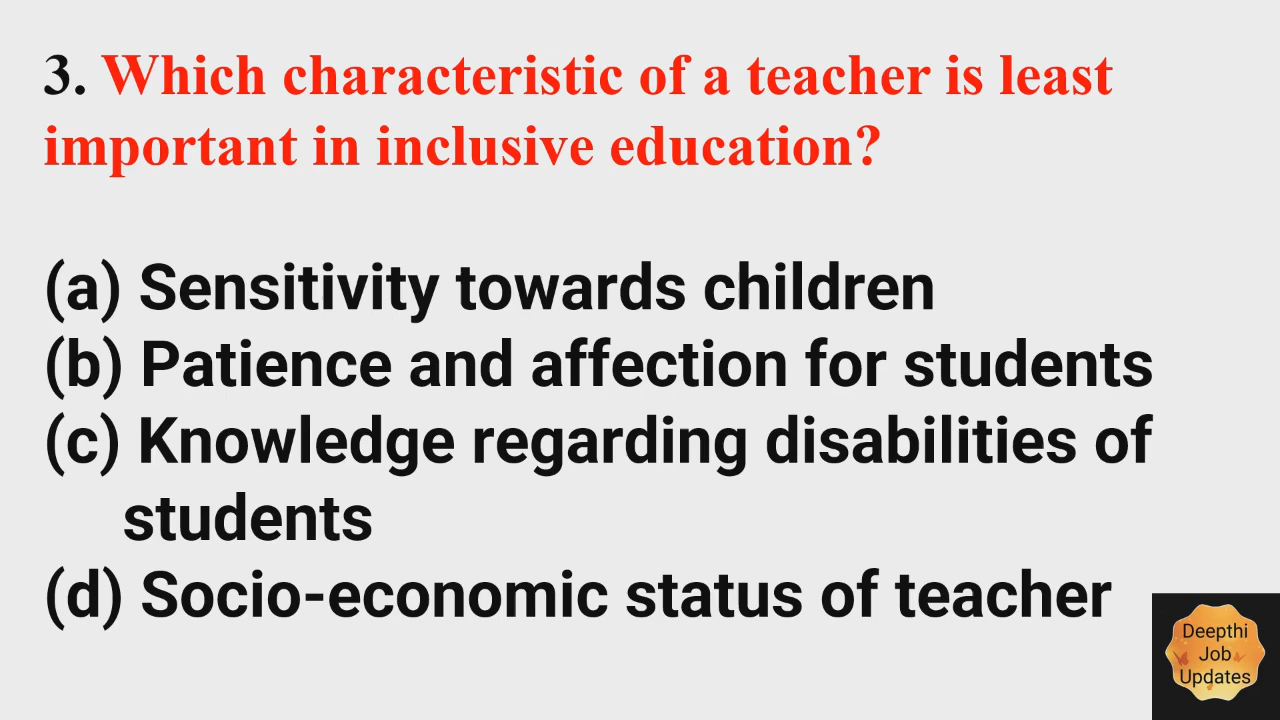 3. Which characteristic of a teacher is least
important in inclusive education?
(a) Sensitivity towards children
(b) Patience and affection for students
(c) Knowledge regarding disabilities of
students
(d) Socio-economic status of teacher
Deepthi
Job
Updates